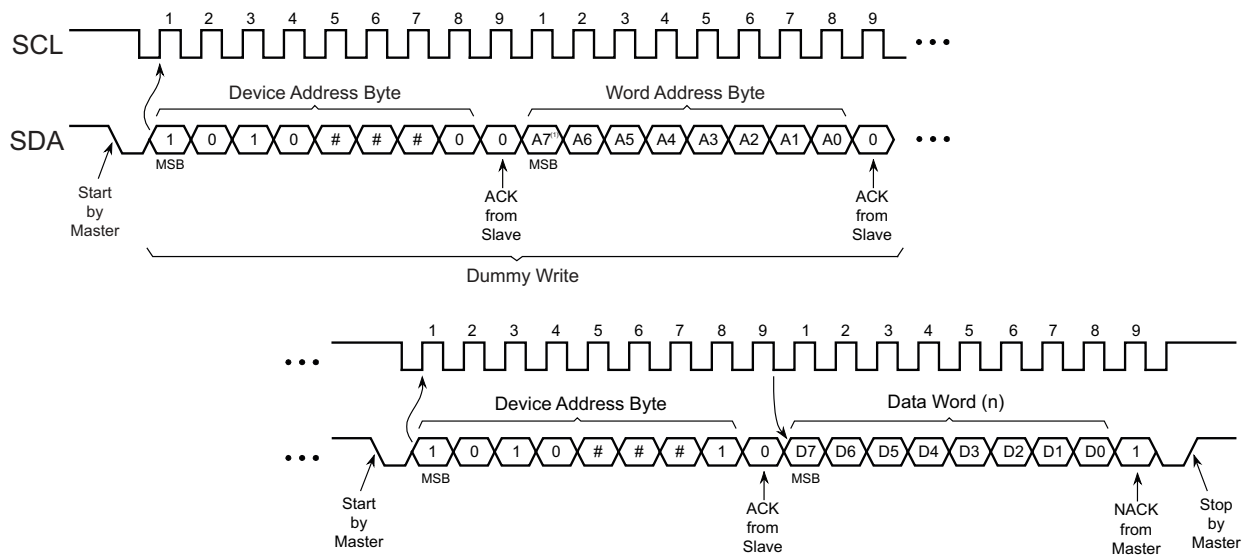 1 2 3 4 5 6 7 8 9 1 2 3 4 5 6 7 8 9
SCL
Device Address Byte Word Address Byte
SDA 1 0 1 0 # # # 0 0 A7(1) A6 A5 A4 A3 A2 A1 A0 0
MSB MSB
Start by Master
ACK from Slave
ACK from Slave
Dummy Write
1 2 3 4 5 6 7 8 9 1 2 3 4 5 6 7 8 9
Device Address Byte Data Word (n)
1 0 1 0 # # # 1 0 D7 D6 D5 D4 D3 D2 D1 D0 1
MSB MSB
Start by Master
ACK from Slave
NACK from Master
Stop by Master